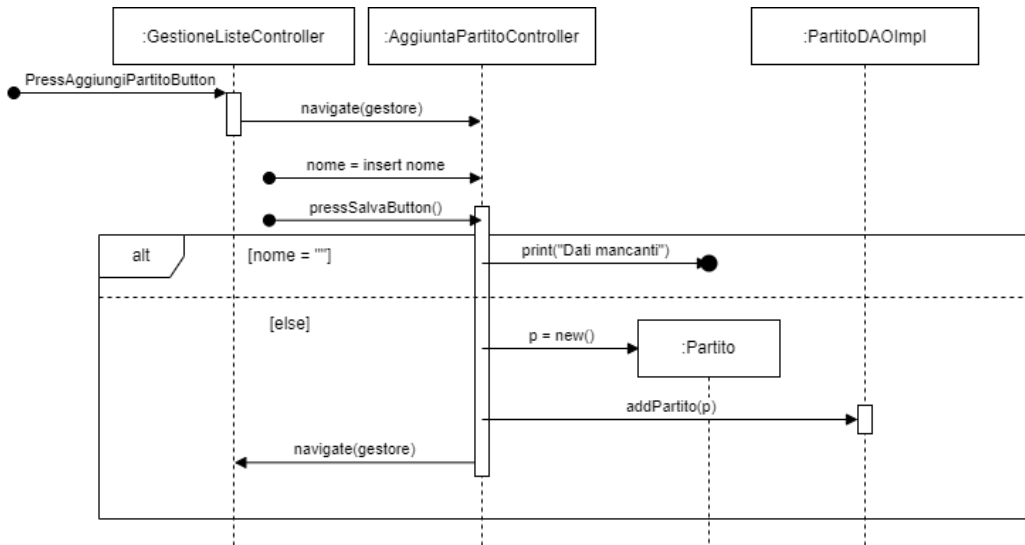 :GestioneListeController
:AggiuntaPartitoController
:PartitoDAOImpl
PressAggiungiPartitoButton
navigate(gestore)
nome = insert nome
pressSalvaButton()
alt
[nome = ""]
print("Dati mancanti")
[else]
p = new()
:Partito
addPartito(p)
navigate(gestore)